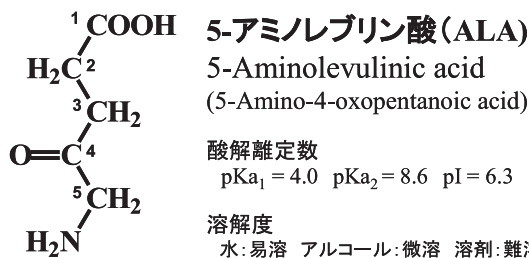 1 COOH
H₂C 2
3 CH₂
O=C 4
5 CH₂
H₂N
5-アミノレブリン酸（ALA）
5-Aminolevulinic acid
(5-Amino-4-oxopentanoic acid)
酸解離定数
pKa₁ = 4.0 pKa₂ = 8.6 pI = 6.3
溶解度
水：易溶 アルコール：微溶 溶剤：難